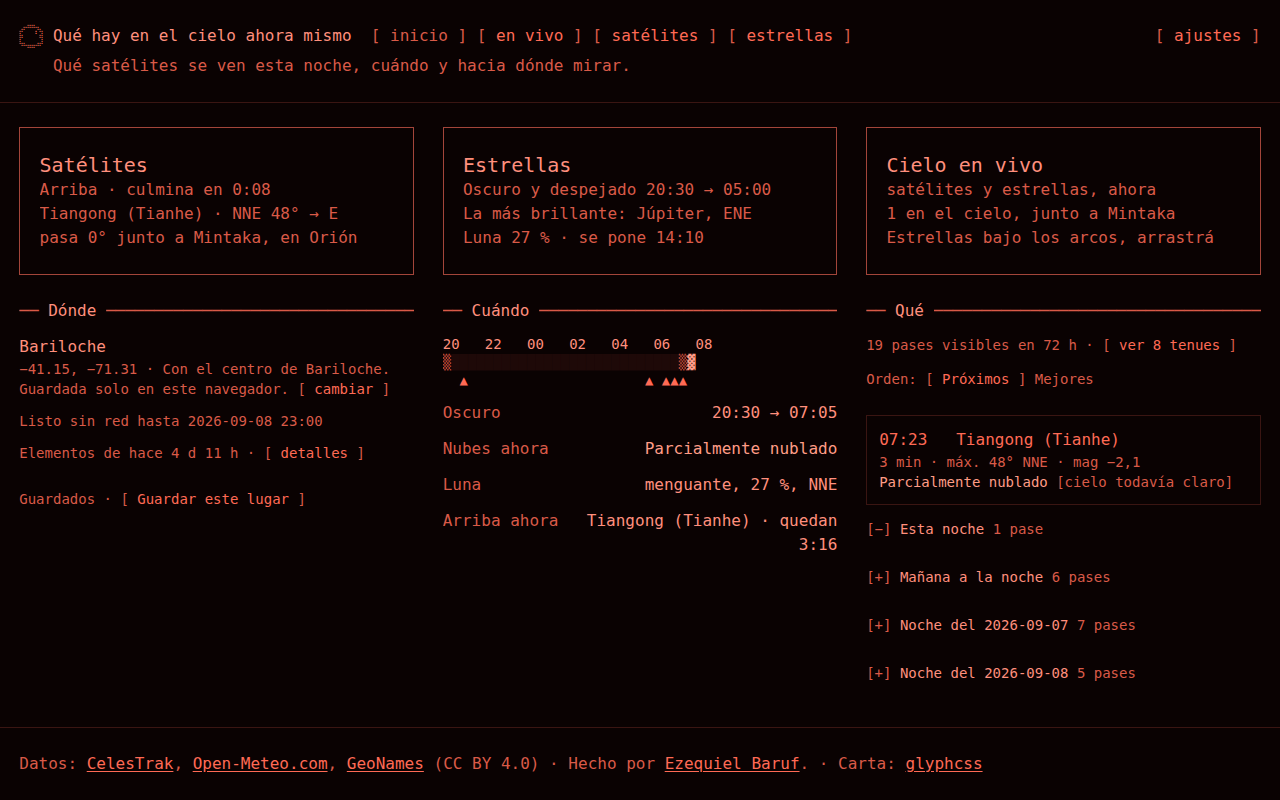 Qué hay en el cielo ahora mismo [ inicio ] [ en vivo ] [ satélites ] [ estrellas ] [ ajustes ]
Qué satélites se ven esta noche, cuándo y hacia dónde mirar.
Satélites
Arriba · culmina en 0:08
Tiangong (Tianhe) · NNE 48° → E
pasa 0° junto a Mintaka, en Orión
Estrellas
Oscuro y despejado 20:30 → 05:00
La más brillante: Júpiter, ENE
Luna 27 % · se pone 14:10
Cielo en vivo
satélites y estrellas, ahora
1 en el cielo, junto a Mintaka
Estrellas bajo los arcos, arrastrá
Dónde
Bariloche
−41.15, −71.31 · Con el centro de Bariloche.
Guardada solo en este navegador. [ cambiar ]
Listo sin red hasta 2026-09-08 23:00
Elementos de hace 4 d 11 h · [ detalles ]
Guardados · [ Guardar este lugar ]
Cuándo
20 22 00 02 04 06 08
Oscuro 20:30 → 07:05
Nubes ahora Parcialmente nublado
Luna menguante, 27 %, NNE
Arriba ahora Tiangong (Tianhe) · quedan
3:16
Qué
19 pases visibles en 72 h · [ ver 8 tenues ]
Orden: [ Próximos ] Mejores
07:23 Tiangong (Tianhe)
3 min · máx. 48° NNE · mag −2,1
Parcialmente nublado [cielo todavía claro]
[−] Esta noche 1 pase
[+] Mañana a la noche 6 pases
[+] Noche del 2026-09-07 7 pases
[+] Noche del 2026-09-08 5 pases
Datos: CelesTrak, Open-Meteo.com, GeoNames (CC BY 4.0) · Hecho por Ezequiel Baruf. · Carta: glyphcss